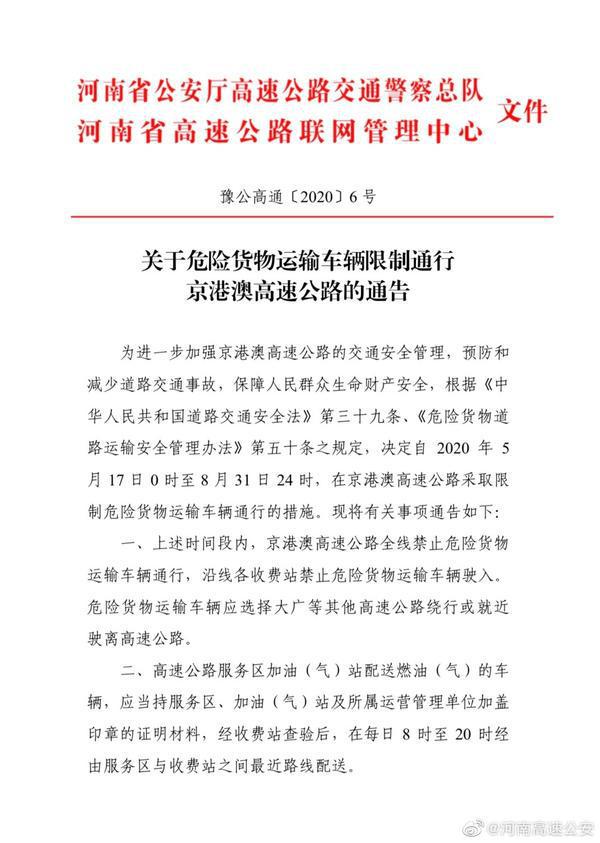 河南省公安厅高速公路交通警察总队
河南省高速公路联网管理中心
文件
豫公高通〔2020〕6号
关于危险货物运输车辆限制通行
京港澳高速公路的通告
为进一步加强京港澳高速公路的交通安全管理，预防和
减少道路交通事故，保障人民群众生命财产安全，根据《中
华人民共和国道路交通安全法》第三十九条、《危险货物道
路运输安全管理办法》第五十条之规定，决定自 2020 年 5
月 17 日 0 时至 8 月 31 日 24 时，在京港澳高速公路采取限
制危险货物运输车辆通行的措施。现将有关事项通告如下：
一、上述时间段内，京港澳高速公路全线禁止危险货物
运输车辆通行，沿线各收费站禁止危险货物运输车辆驶入。
危险货物运输车辆应选择大广等其他高速公路绕行或就近
驶离高速公路。
二、高速公路服务区加油（气）站配送燃油（气）的车
辆，应当持服务区、加油（气）站及所属运营管理单位加盖
印章的证明材料，经收费站查验后，在每日 8 时至 20 时经
由服务区与收费站之间最近路线配送。
@河南高速公安